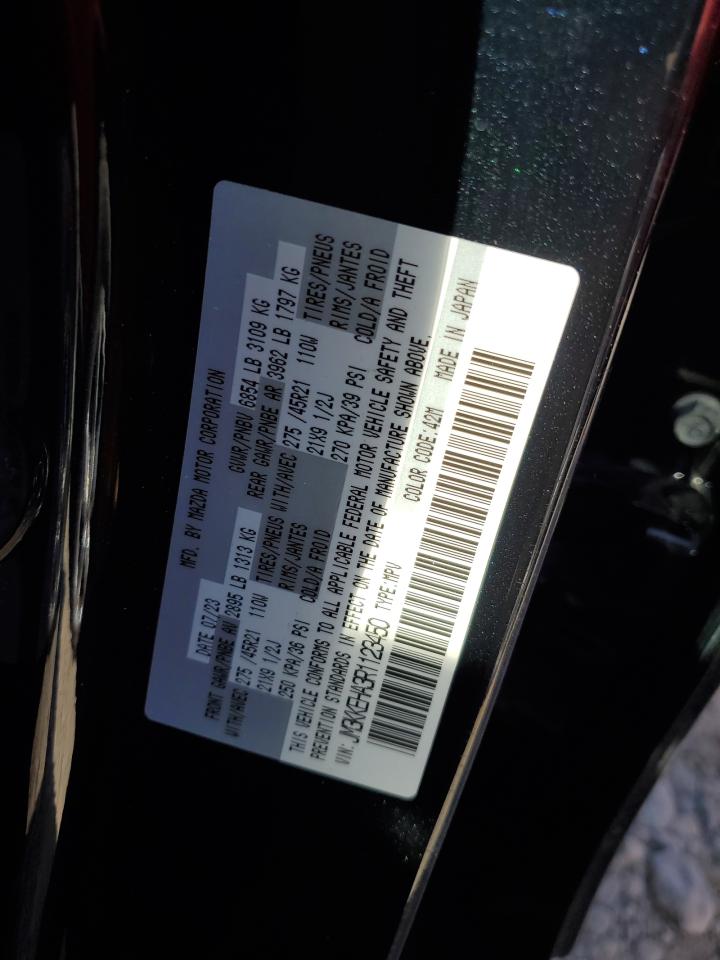 MFD. BY MAZDA MOTOR CORPORATION
DATE 07/23 GVWR/PNBV 6854 LB 3109 KG
FRONT GAWR/PNBE AV 2895 LB 1313 KG REAR GAWR/PNBE AR 3962 LB 1797 KG
WITH/AVEC 275 /45R21 110W TIRES/PNEUS WITH/AVEC 275 /45R21 110W TIRES/PNEUS
21X9 1/2J RIMS/JANTES 21X9 1/2J RIMS/JANTES
250 KPA/36 PSI COLD/A FROID 270 KPA/39 PSI COLD/A FROID
THIS VEHICLE CONFORMS TO ALL APPLICABLE FEDERAL MOTOR VEHICLE SAFETY AND THEFT
PREVENTION STANDARDS IN EFFECT ON THE DATE OF MANUFACTURE SHOWN ABOVE.
VIN: JM3KKEHA3R1123450 TYPE:MPV COLOR CODE:42M MADE IN JAPAN